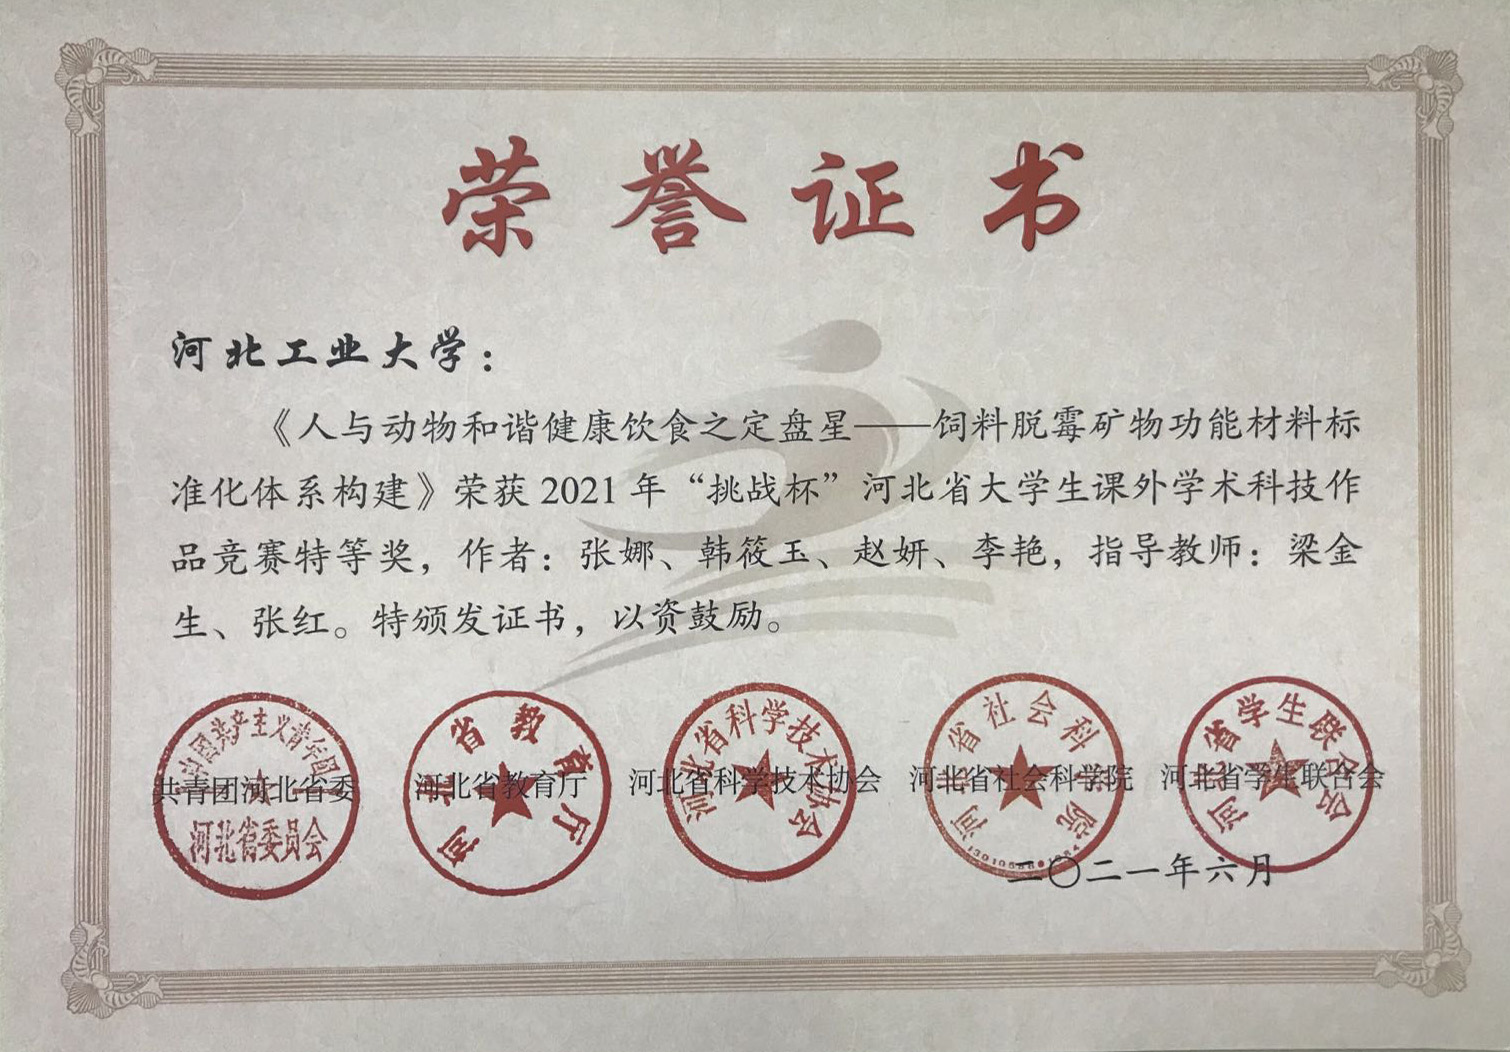 荣誉证书
河北工业大学：
《人与动物和谐健康饮食之定盘星——饲料脱霉矿物功能材料标
准化体系构建》荣获 2021 年“挑战杯”河北省大学生课外学术科技作
品竞赛特等奖，作者：张娜、韩筱玉、赵妍、李艳，指导教师：梁金
生、张红。特颁发证书，以资鼓励。
共青团河北省委 河北省教育厅 河北省科学技术协会 河北省社会科学院 河北省学生联合会
中国共产主义青年团
河北省委员会
河北省教育厅
河北省科学技术协会
河北省社会科学院
河北省学生联合会
二〇二一年六月